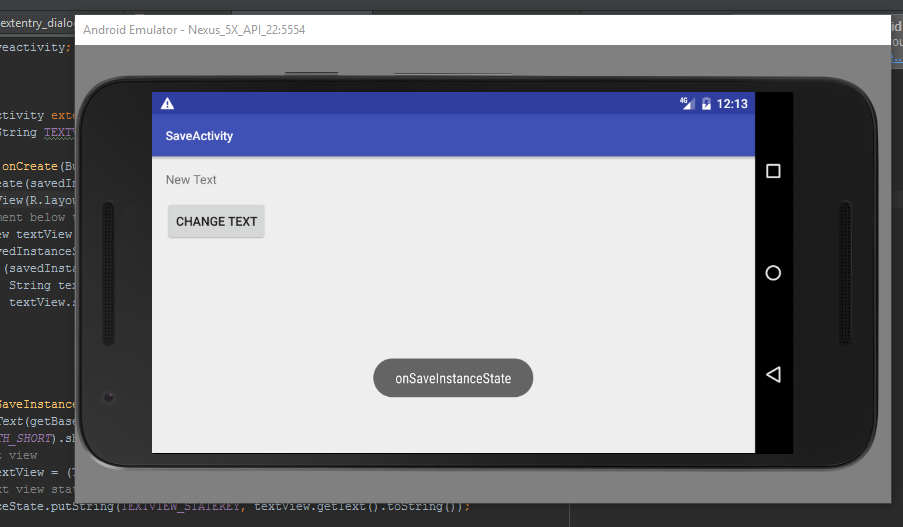 extentry_dialo
Android Emulator - Nexus_5X_API_22:5554
veactivity;
4G 12:13
SaveActivity
ctivity exte
String TEXTV
New Text
onCreate(Bu
eate(savedIn
View(R.layou
CHANGE TEXT
ment below t
ew textView
vedInstanceS
(savedInsta
String tex
textView.s
onSaveInstanceState
SaveInstance
Text(getBase
TH_SHORT).sh
t view
extView = (T
xt view stat
ceState.putString(TEXTVIEW_STATEKEY, textView.getText().toString());